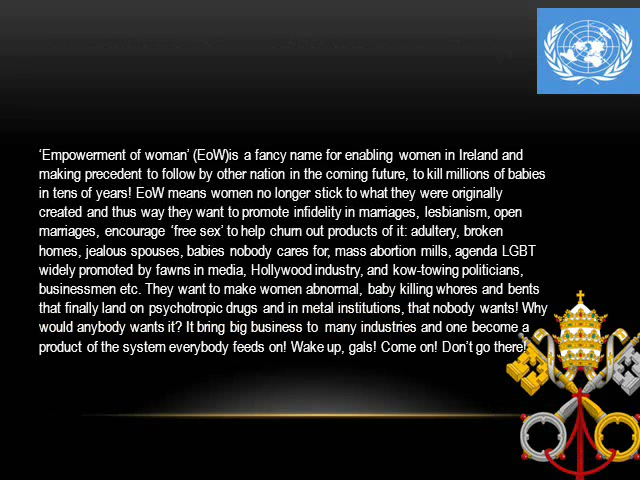 ‘Empowerment of woman’ (EoW)is a fancy name for enabling women in Ireland and
making precedent to follow by other nation in the coming future, to kill millions of babies
in tens of years! EoW means women no longer stick to what they were originally
created and thus way they want to promote infidelity in marriages, lesbianism, open
marriages, encourage ‘free sex’ to help churn out products of it: adultery, broken
homes, jealous spouses, babies nobody cares for, mass abortion mills, agenda LGBT
widely promoted by fawns in media, Hollywood industry, and kow-towing politicians,
businessmen etc. They want to make women abnormal, baby killing whores and bents
that finally land on psychotropic drugs and in metal institutions, that nobody wants! Why
would anybody wants it? It bring big business to many industries and one become a
product of the system everybody feeds on! Wake up, gals! Come on! Don’t go there!